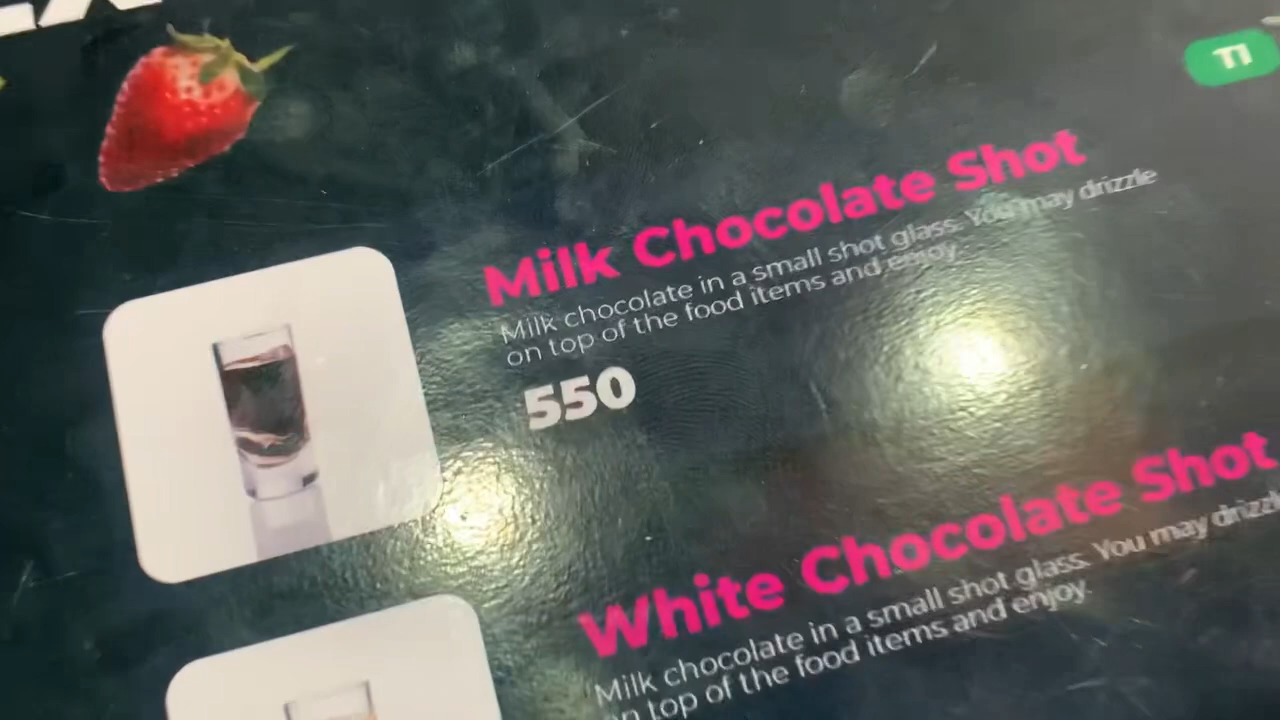 T1
Milk Chocolate Shot
Milk chocolate in a small shot glass. You may drizzle
on top of the food items and enjoy.
550
White Chocolate Shot
Milk chocolate in a small shot glass. You may
on top of the food items and enjoy.